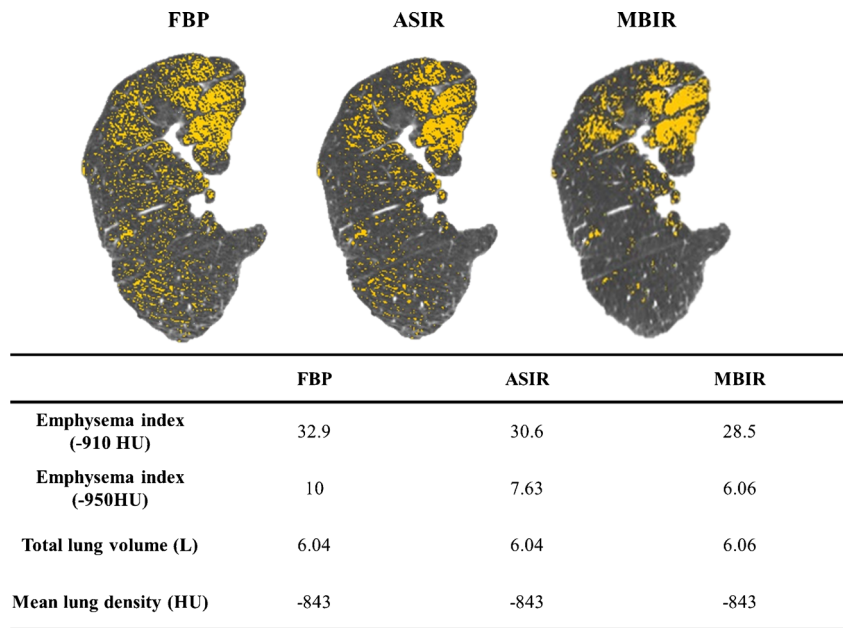 FBP ASIR MBIR
FBP ASIR MBIR
Emphysema index
(-910 HU) 32.9 30.6 28.5
Emphysema index
(-950HU) 10 7.63 6.06
Total lung volume (L) 6.04 6.04 6.06
Mean lung density (HU) -843 -843 -843